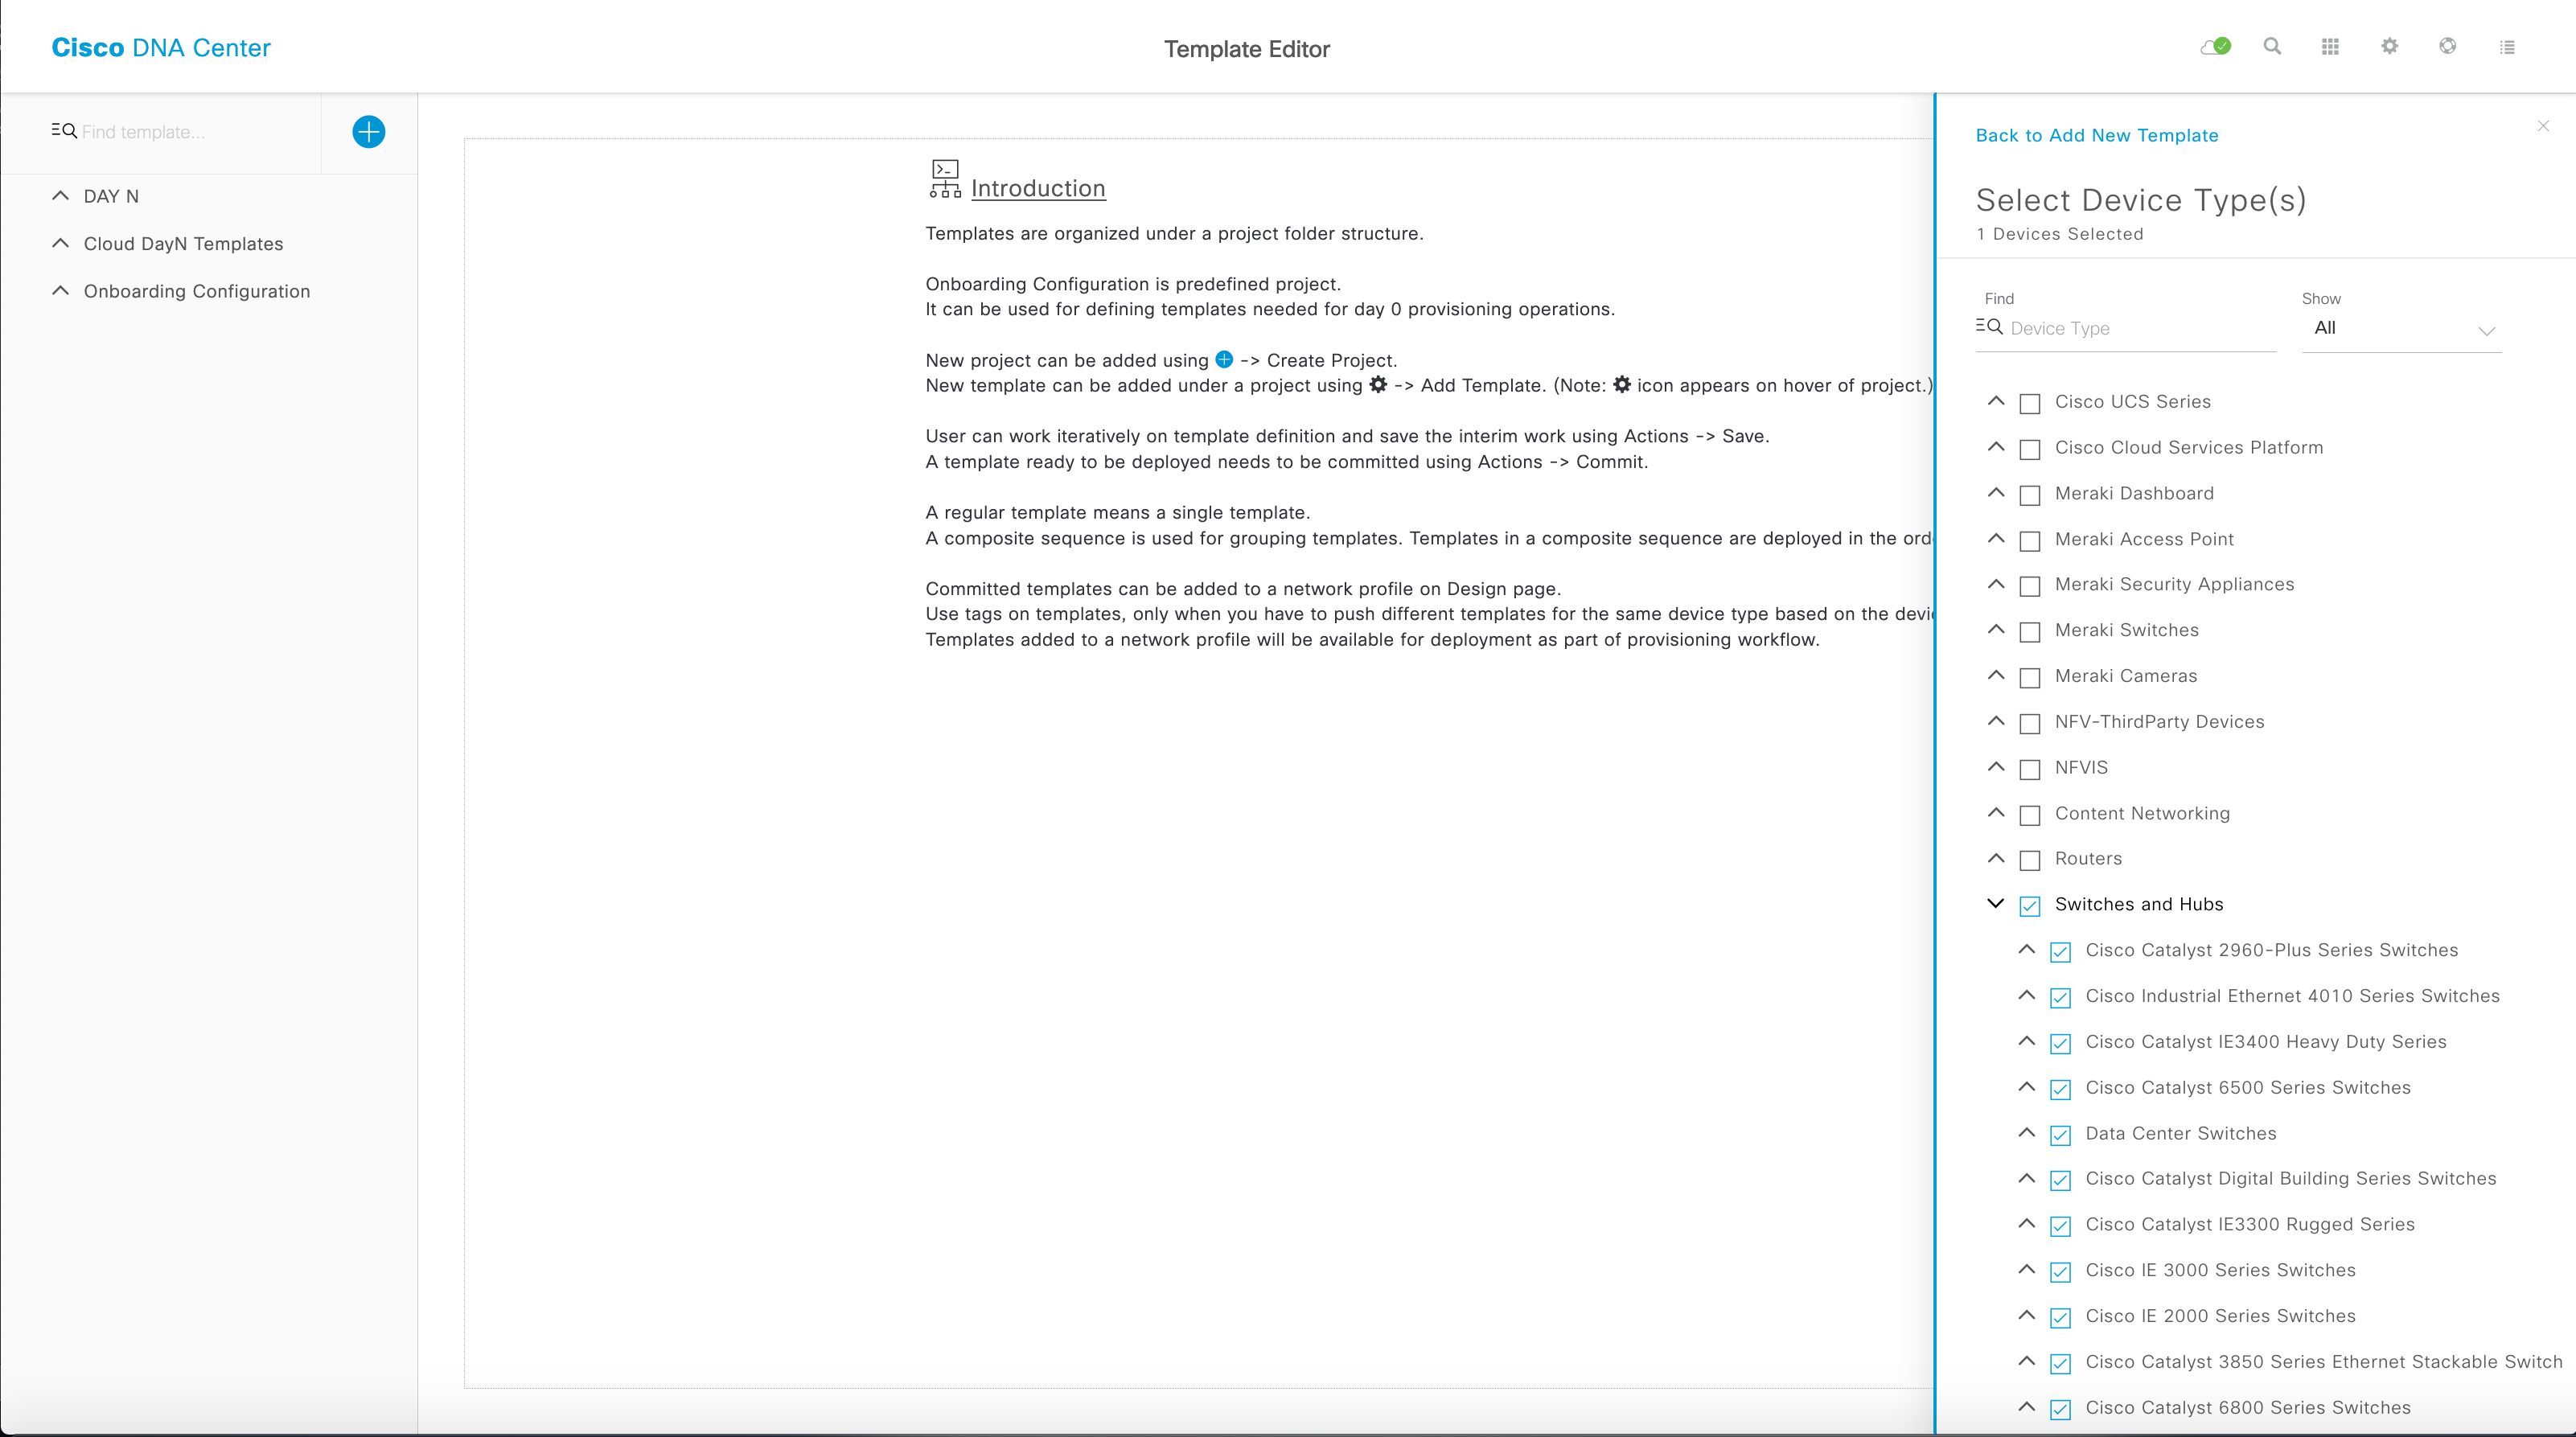 Cisco DNA Center
Template Editor
Find template...
DAY N
Cloud DayN Templates
Onboarding Configuration
Introduction
Templates are organized under a project folder structure.
Onboarding Configuration is predefined project.
It can be used for defining templates needed for day 0 provisioning operations.
New project can be added using -> Create Project.
New template can be added under a project using -> Add Template. (Note: icon appears on hover of project.)
User can work iteratively on template definition and save the interim work using Actions -> Save.
A template ready to be deployed needs to be committed using Actions -> Commit.
A regular template means a single template.
A composite sequence is used for grouping templates. Templates in a composite sequence are deployed in the
Committed templates can be added to a network profile on Design page.
Use tags on templates, only when you have to push different templates for the same device type based on the
Templates added to a network profile will be available for deployment as part of provisioning workflow.
Back to Add New Template
Select Device Type(s)
1 Devices Selected
Find
Device Type
Show
All
Cisco UCS Series
Cisco Cloud Services Platform
Meraki Dashboard
Meraki Access Point
Meraki Security Appliances
Meraki Switches
Meraki Cameras
NFV-ThirdParty Devices
NFVIS
Content Networking
Routers
Switches and Hubs
Cisco Catalyst 2960-Plus Series Switches
Cisco Industrial Ethernet 4010 Series Switches
Cisco Catalyst IE3400 Heavy Duty Series
Cisco Catalyst 6500 Series Switches
Data Center Switches
Cisco Catalyst Digital Building Series Switches
Cisco Catalyst IE3300 Rugged Series
Cisco IE 3000 Series Switches
Cisco IE 2000 Series Switches
Cisco Catalyst 3850 Series Ethernet Stackable Switch
Cisco Catalyst 6800 Series Switches